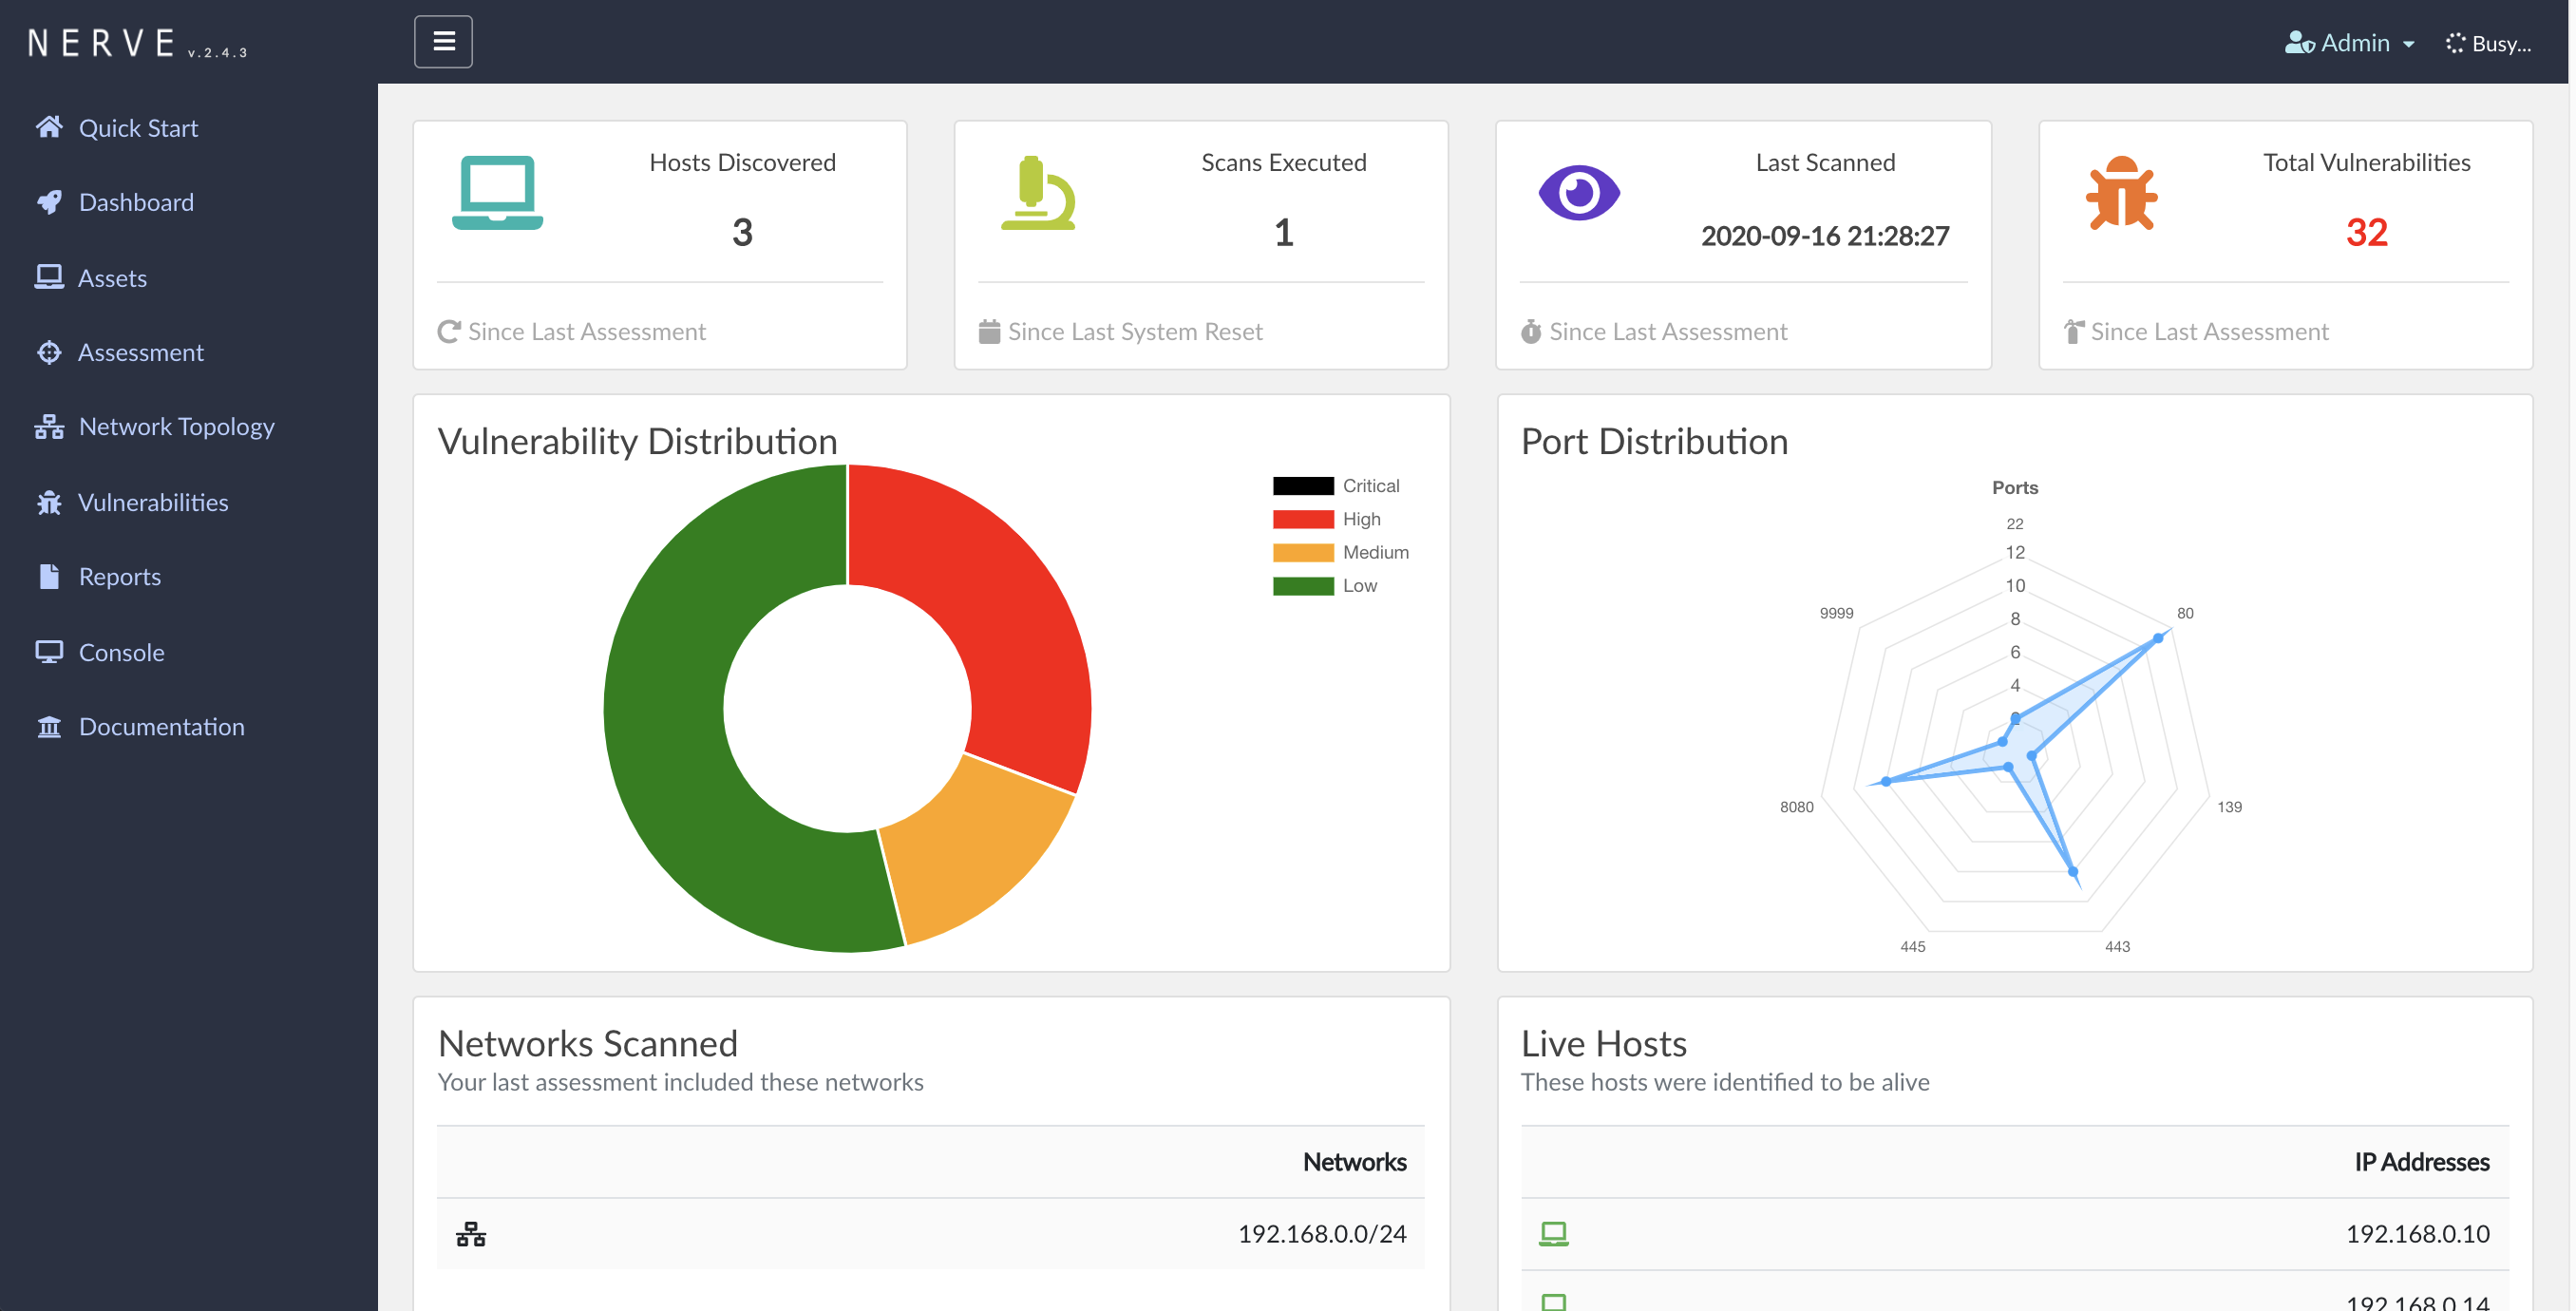 NERVE v.2.4.3
Admin
Busy...
Quick Start
Dashboard
Assets
Assessment
Network Topology
Vulnerabilities
Reports
Console
Documentation
Hosts Discovered
3
Since Last Assessment
Scans Executed
1
Since Last System Reset
Last Scanned
2020-09-16 21:28:27
Since Last Assessment
Total Vulnerabilities
32
Since Last Assessment
Vulnerability Distribution
Critical
High
Medium
Low
Port Distribution
Ports
22
12
10
8
6
4
2
80
139
443
445
8080
9999
Networks Scanned
Your last assessment included these networks
Networks
192.168.0.0/24
Live Hosts
These hosts were identified to be alive
IP Addresses
192.168.0.10
192.168.0.14